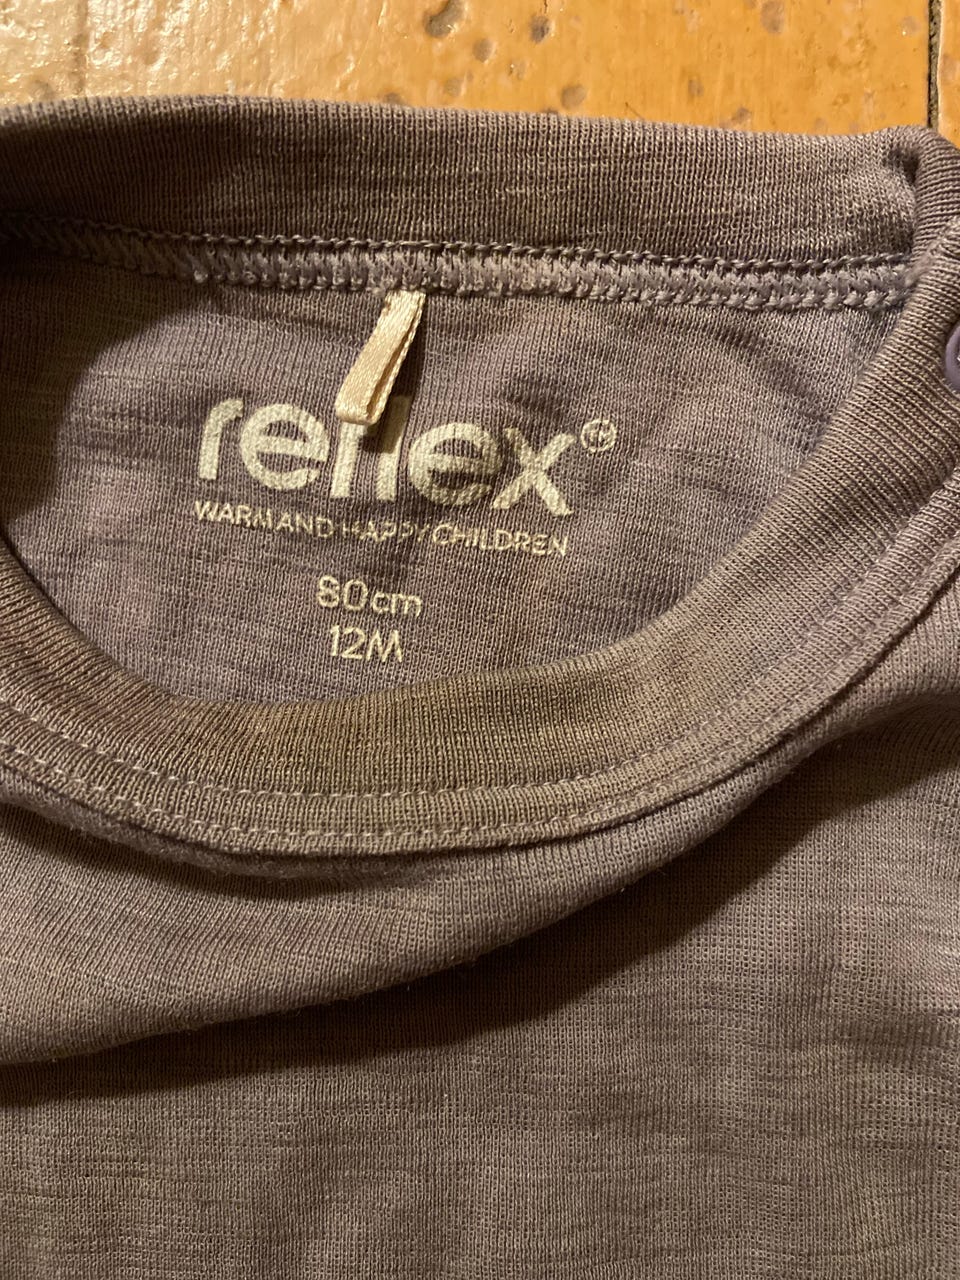 reflex®
WARM AND HAPPY CHILDREN
80cm
12M